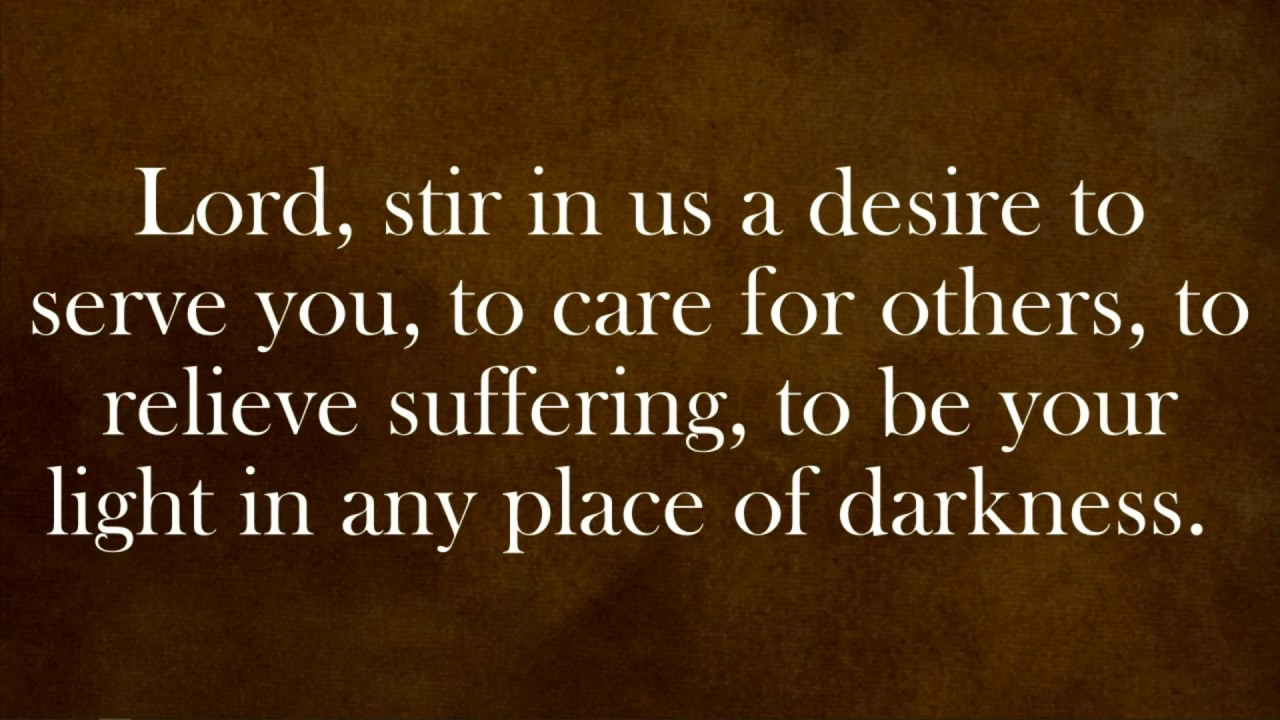 Lord, stir in us a desire to
serve you, to care for others, to
relieve suffering, to be your
light in any place of darkness.